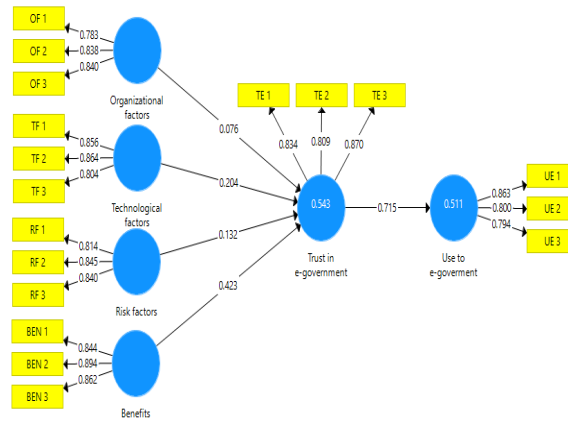 OF 1
0.783
OF 2
0.838
OF 3
0.840
Organizational
factors
TF 1
0.856
TF 2
0.864
TF 3
0.804
Technological
factors
RF 1
0.814
RF 2
0.845
RF 3
0.840
Risk factors
BEN 1
0.844
BEN 2
0.894
BEN 3
0.862
Benefits
0.076
0.204
0.132
0.423
TE 1
TE 2
TE 3
0.834
0.809
0.870
0.543
Trust in
e-government
0.715
0.511
Use to
e-goverment
0.863
0.800
0.794
UE 1
UE 2
UE 3